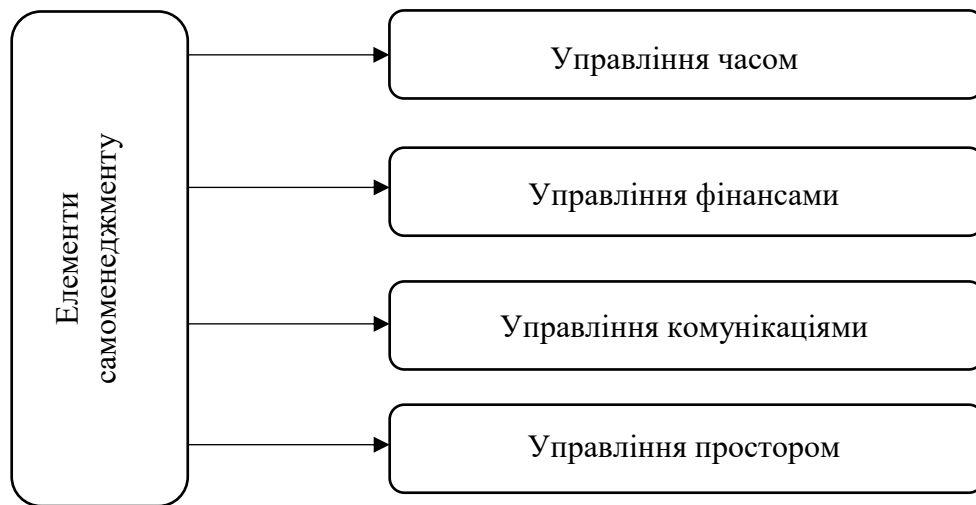 Елементи
самоменеджменту
Управління часом
Управління фінансами
Управління комунікаціями
Управління простором